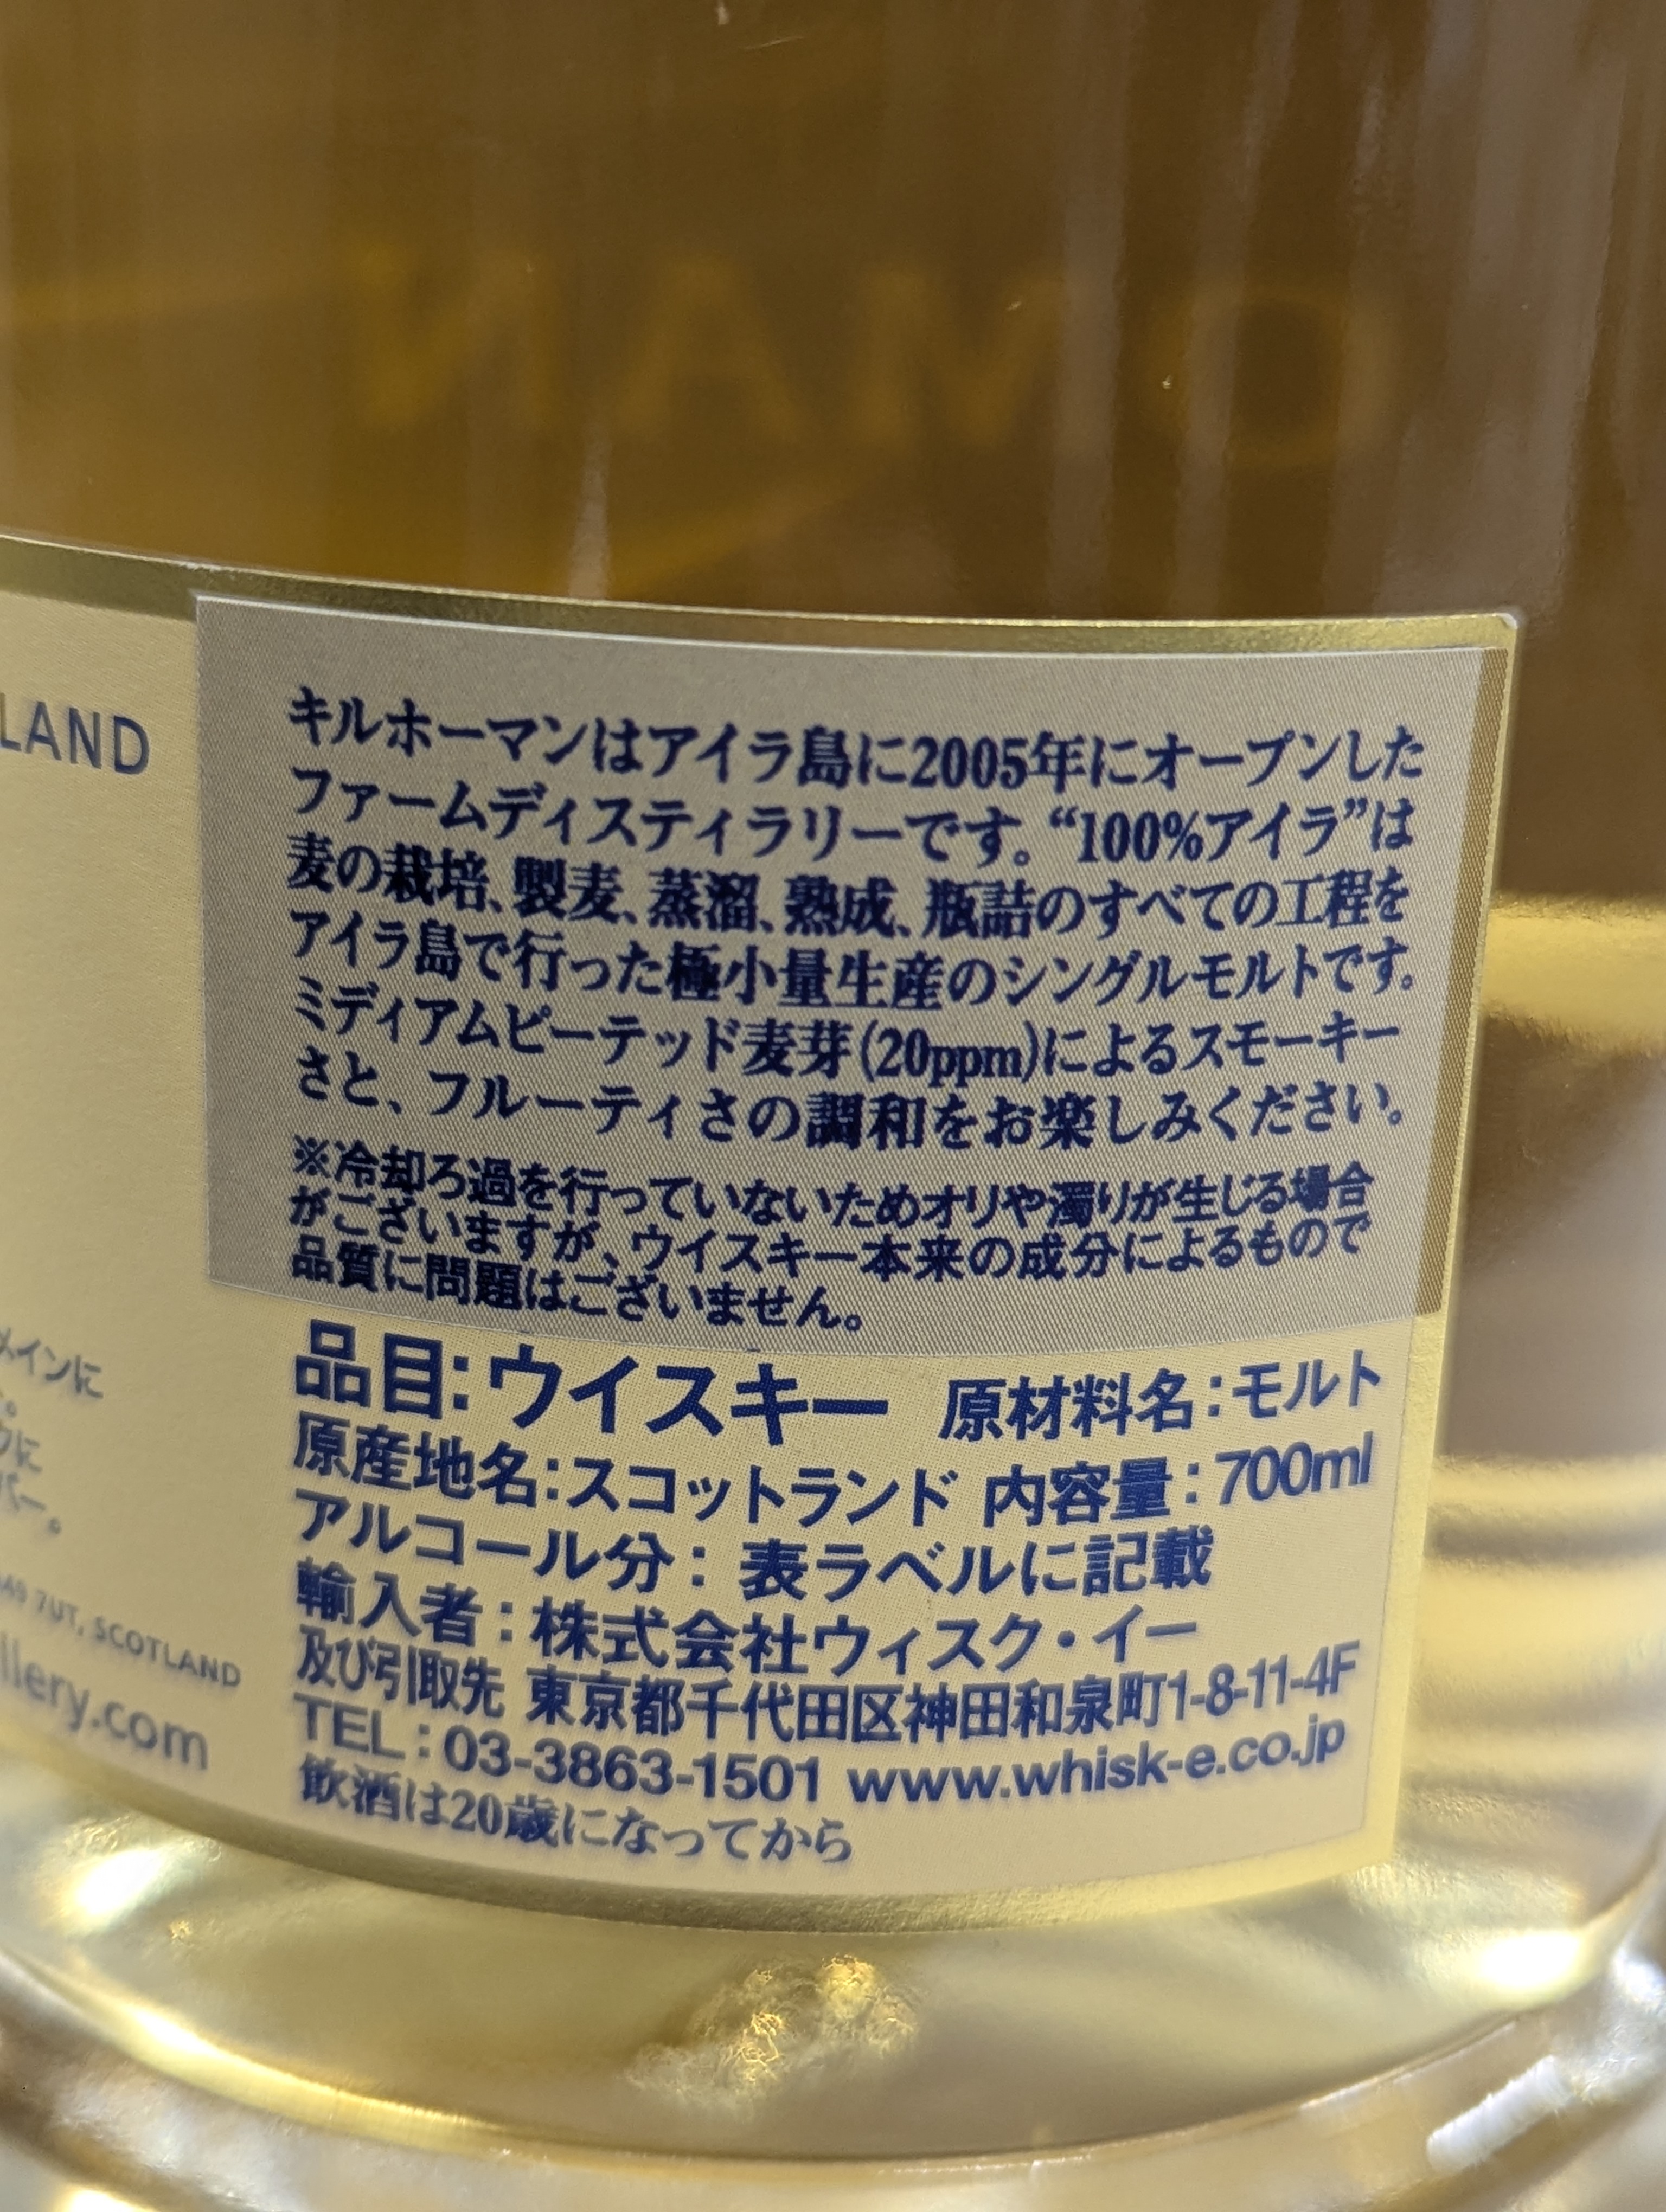 LAND
キルホーマンはアイラ島に2005年にオープンした
ファームディスティラリーです。“100%アイラ”は
麦の栽培、製麦、蒸溜、熟成、瓶詰のすべての工程を
アイラ島で行った極小量生産のシングルモルトです。
ミディアムピーテッド麦芽(20ppm)によるスモーキー
さと、フルーティさの調和をお楽しみください。
※冷却ろ過を行っていないためオリや濁りが生じる場合
がございますが、ウイスキー本来の成分によるもので
品質に問題はございません。
品目:ウイスキー 原材料名:モルト
原産地名:スコットランド 内容量:700ml
アルコール分:表ラベルに記載
輸入者:株式会社ウィスク・イー
及び引取先 東京都千代田区神田和泉町1-8-11-4F
TEL:03-3863-1501 www.whisk-e.co.jp
飲酒は20歳になってから
メインに
クに
バー。
7UT, SCOTLAND
illery.com